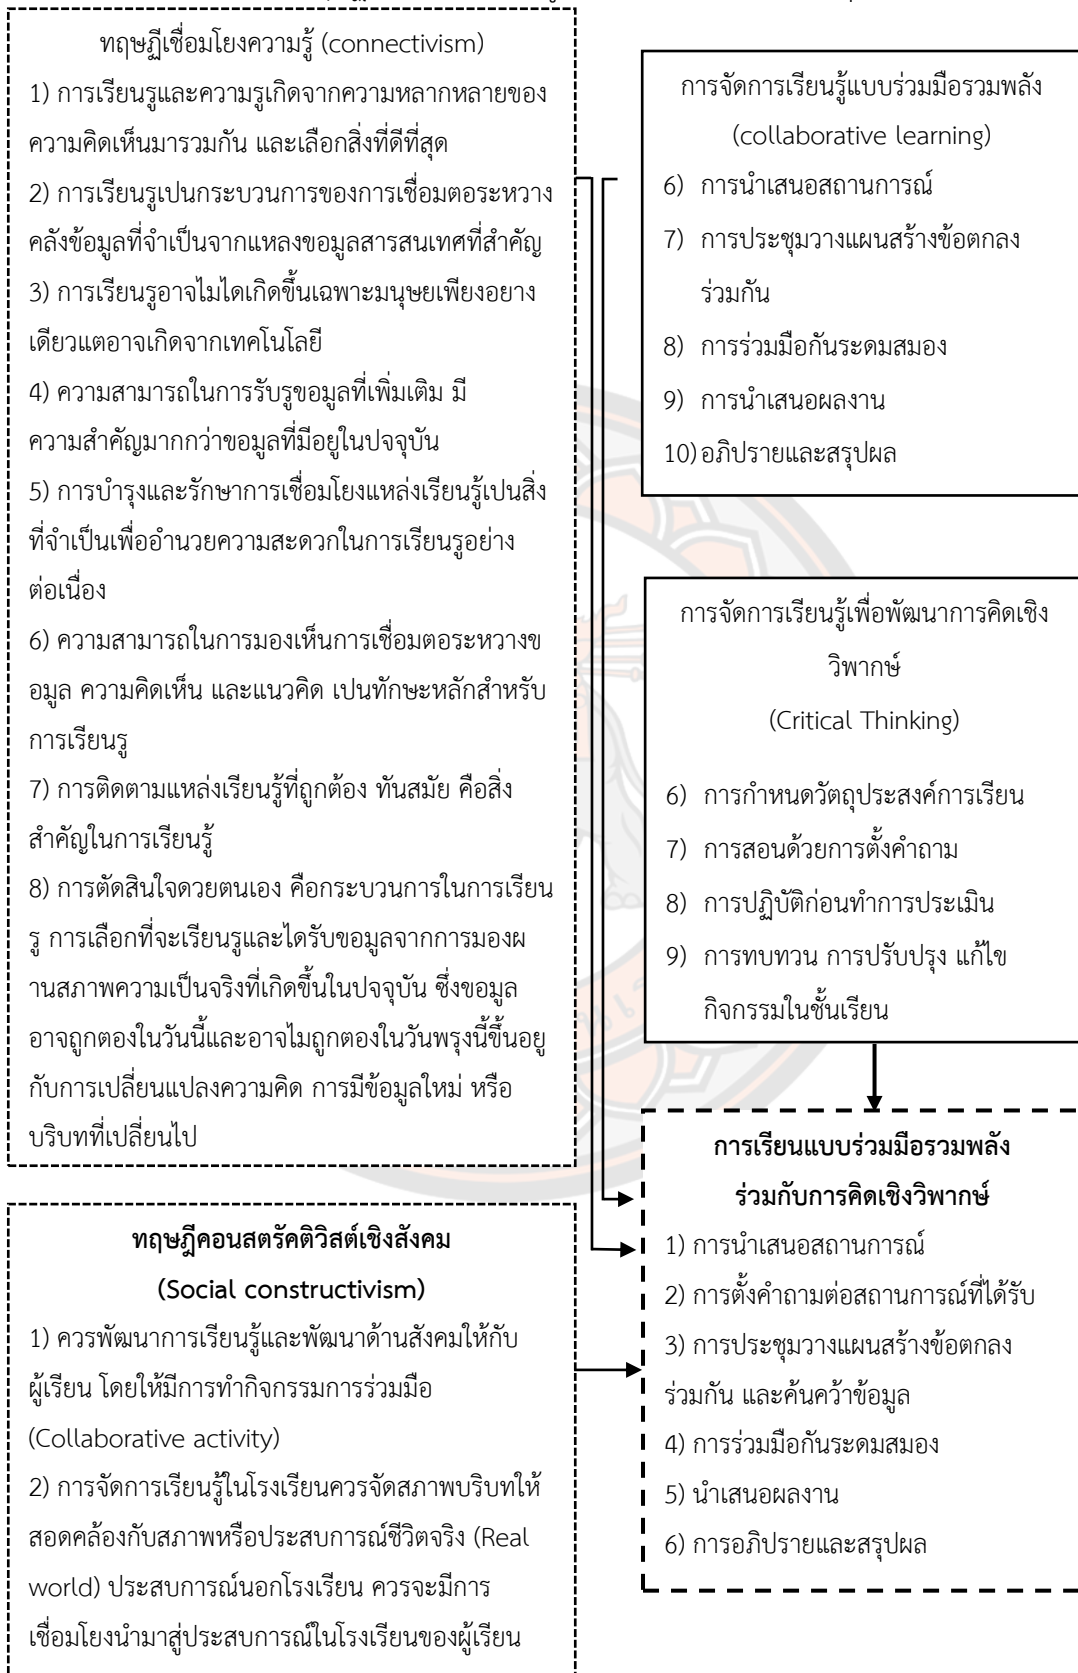 ทฤษฏีเชื่อมโยงความรู้ (connectivism)
1) การเรียนรูและความรูเกิดจากความหลากหลายของ
ความคิดเห็นมารวมกัน และเลือกสิ่งที่ดีที่สุด
2) การเรียนรูเปนกระบวนการของการเชื่อมตอระหวาง
คลังข้อมูลที่จำเป็นจากแหลงขอมูลสารสนเทศที่สำคัญ
3) การเรียนรูอาจไมไดเกิดขึ้นเฉพาะมนุษยเพียงอยาง
เดียวแตอาจเกิดจากเทคโนโลยี
4) ความสามารถในการรับรูขอมูลที่เพิ่มเติม มี
ความสำคัญมากกว่าขอมูลที่มีอยูในปจจุบัน
5) การบำรุงและรักษาการเชื่อมโยงแหล่งเรียนรู้เปนสิ่ง
ที่จำเป็นเพื่ออำนวยความสะดวกในการเรียนรูอย่าง
ต่อเนื่อง
6) ความสามารถในการมองเห็นการเชื่อมตอระหวางข
อมูล ความคิดเห็น และแนวคิด เปนทักษะหลักสำหรับ
การเรียนรู
7) การติดตามแหล่งเรียนรู้ที่ถูกต้อง ทันสมัย คือสิ่ง
สำคัญในการเรียนรู้
8) การตัดสินใจดวยตนเอง คือกระบวนการในการเรียน
รู การเลือกที่จะเรียนรูและไดรับขอมูลจากการมองผ
านสภาพความเป็นจริงที่เกิดขึ้นในปจจุบัน ซึ่งขอมูล
อาจถูกตองในวันนี้และอาจไมถูกตองในวันพรุงนี้ขึ้นอยู
กับการเปลี่ยนแปลงความคิด การมีข้อมูลใหม่ หรือ
บริบทที่เปลี่ยนไป
ทฤษฎีคอนสตรัคติวิสต์เชิงสังคม
(Social constructivism)
1) ควรพัฒนาการเรียนรู้และพัฒนาด้านสังคมให้กับ
ผู้เรียน โดยให้มีการทำกิจกรรมการร่วมมือ
(Collaborative activity)
2) การจัดการเรียนรู้ในโรงเรียนควรจัดสภาพบริบทให้
สอดคล้องกับสภาพหรือประสบการณ์ชีวิตจริง (Real
world) ประสบการณ์นอกโรงเรียน ควรจะมีการ
เชื่อมโยงนำมาสู่ประสบการณ์ในโรงเรียนของผู้เรียน
การจัดการเรียนรู้แบบร่วมมือรวมพลัง
(collaborative learning)
6) การนำเสนอสถานการณ์
7) การประชุมวางแผนสร้างข้อตกลง
ร่วมกัน
8) การร่วมมือกันระดมสมอง
9) การนำเสนอผลงาน
10) อภิปรายและสรุปผล
การจัดการเรียนรู้เพื่อพัฒนาการคิดเชิง
วิพากษ์
(Critical Thinking)
6) การกำหนดวัตถุประสงค์การเรียน
7) การสอนด้วยการตั้งคำถาม
8) การปฏิบัติก่อนทำการประเมิน
9) การทบทวน การปรับปรุง แก้ไข
กิจกรรมในชั้นเรียน
การเรียนแบบร่วมมือรวมพลัง
ร่วมกับการคิดเชิงวิพากษ์
1) การนำเสนอสถานการณ์
2) การตั้งคำถามต่อสถานการณ์ที่ได้รับ
3) การประชุมวางแผนสร้างข้อตกลง
ร่วมกัน และค้นคว้าข้อมูล
4) การร่วมมือกันระดมสมอง
5) นำเสนอผลงาน
6) การอภิปรายและสรุปผล